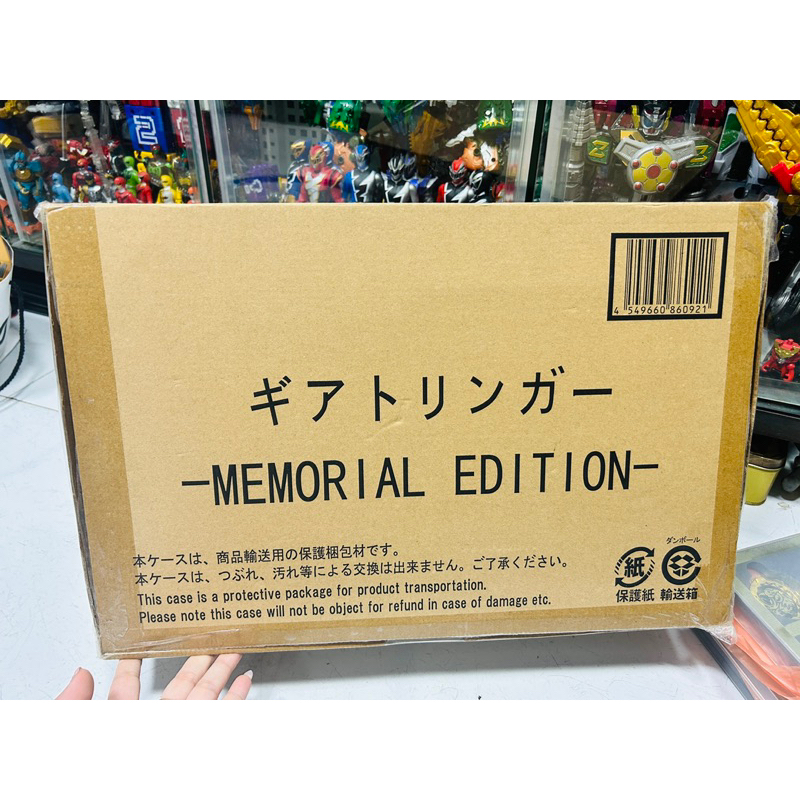 4 549660 860921
ギアトリンガー
-MEMORIAL EDITION-
本ケースは、商品輸送用の保護梱包材です。
本ケースは、つぶれ、汚れ等による交換は出来ません。ご了承ください。
This case is a protective package for product transportation.
Please note this case will not be object for refund in case of damage etc.
ダンボール
紙
保護紙 輸送箱